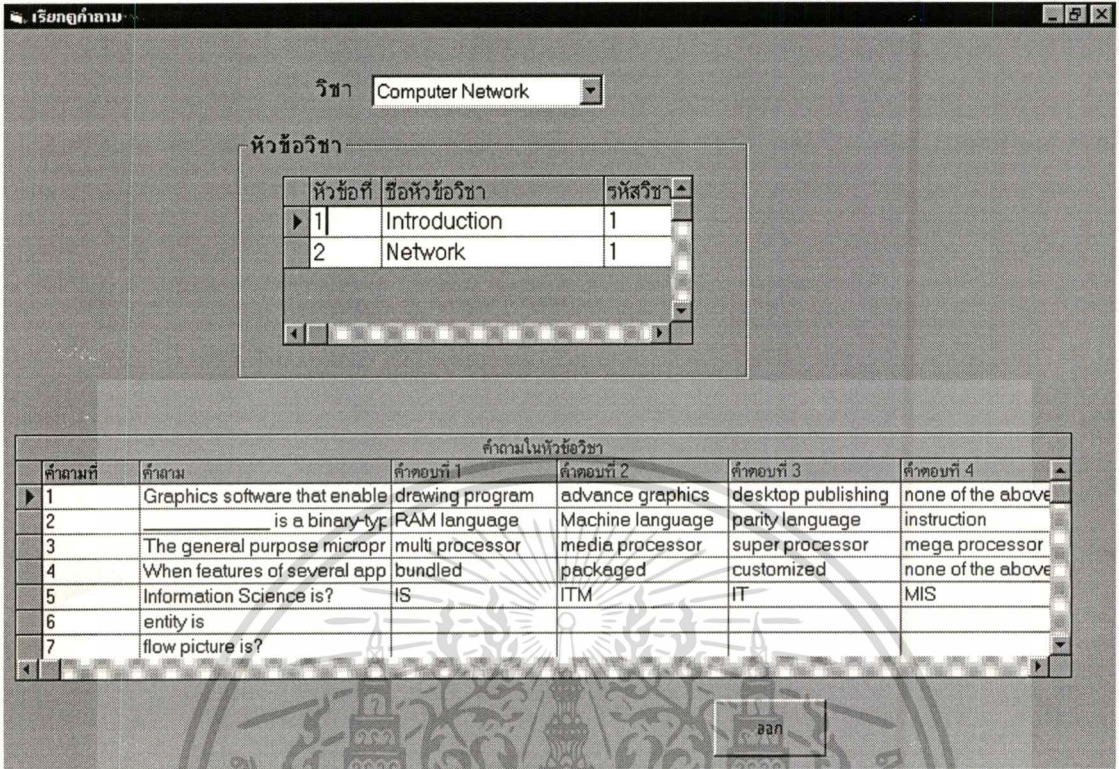 เรียกดูคำถาม
วิชา Computer Network
หัวข้อวิชา
หัวข้อที่ ชื่อหัวข้อวิชา รหัสวิชา
1 Introduction 1
2 Network 1
คำถามในหัวข้อวิชา
คำถามที่ คำถาม คำตอบที่ 1 คำตอบที่ 2 คำตอบที่ 3 คำตอบที่ 4
1 Graphics software that enable drawing program advance graphics desktop publishing none of the above
2 ____________ is a binary-typ RAM language Machine language parity language instruction
3 The general purpose micropr multi processor media processor super processor mega processor
4 When features of several app bundled packaged customized none of the above
5 Information Science is? IS ITM IT MIS
6 entity is
7 flow picture is?
ออก